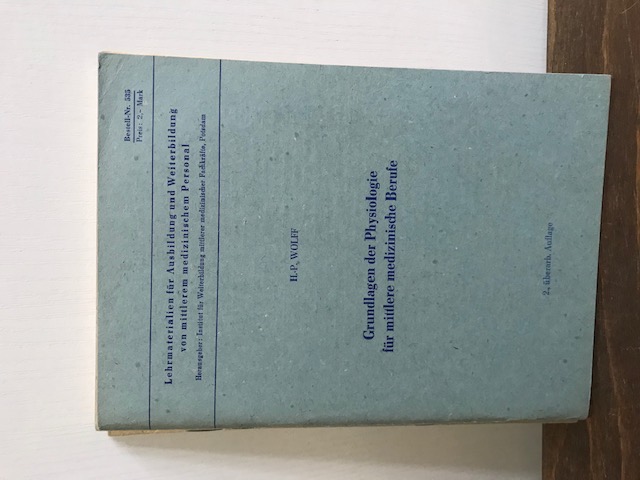 Bestell-Nr. 535
Preis: 2,– Mark
Lehrmaterialien für Ausbildung und Weiterbildung
von mittlerem medizinischem Personal
Herausgeber: Institut für Weiterbildung mittlerer medizinischer Fachkräfte, Potsdam
H.-P. WOLFF
Grundlagen der Physiologie
für mittlere medizinische Berufe
2., überarb. Auflage